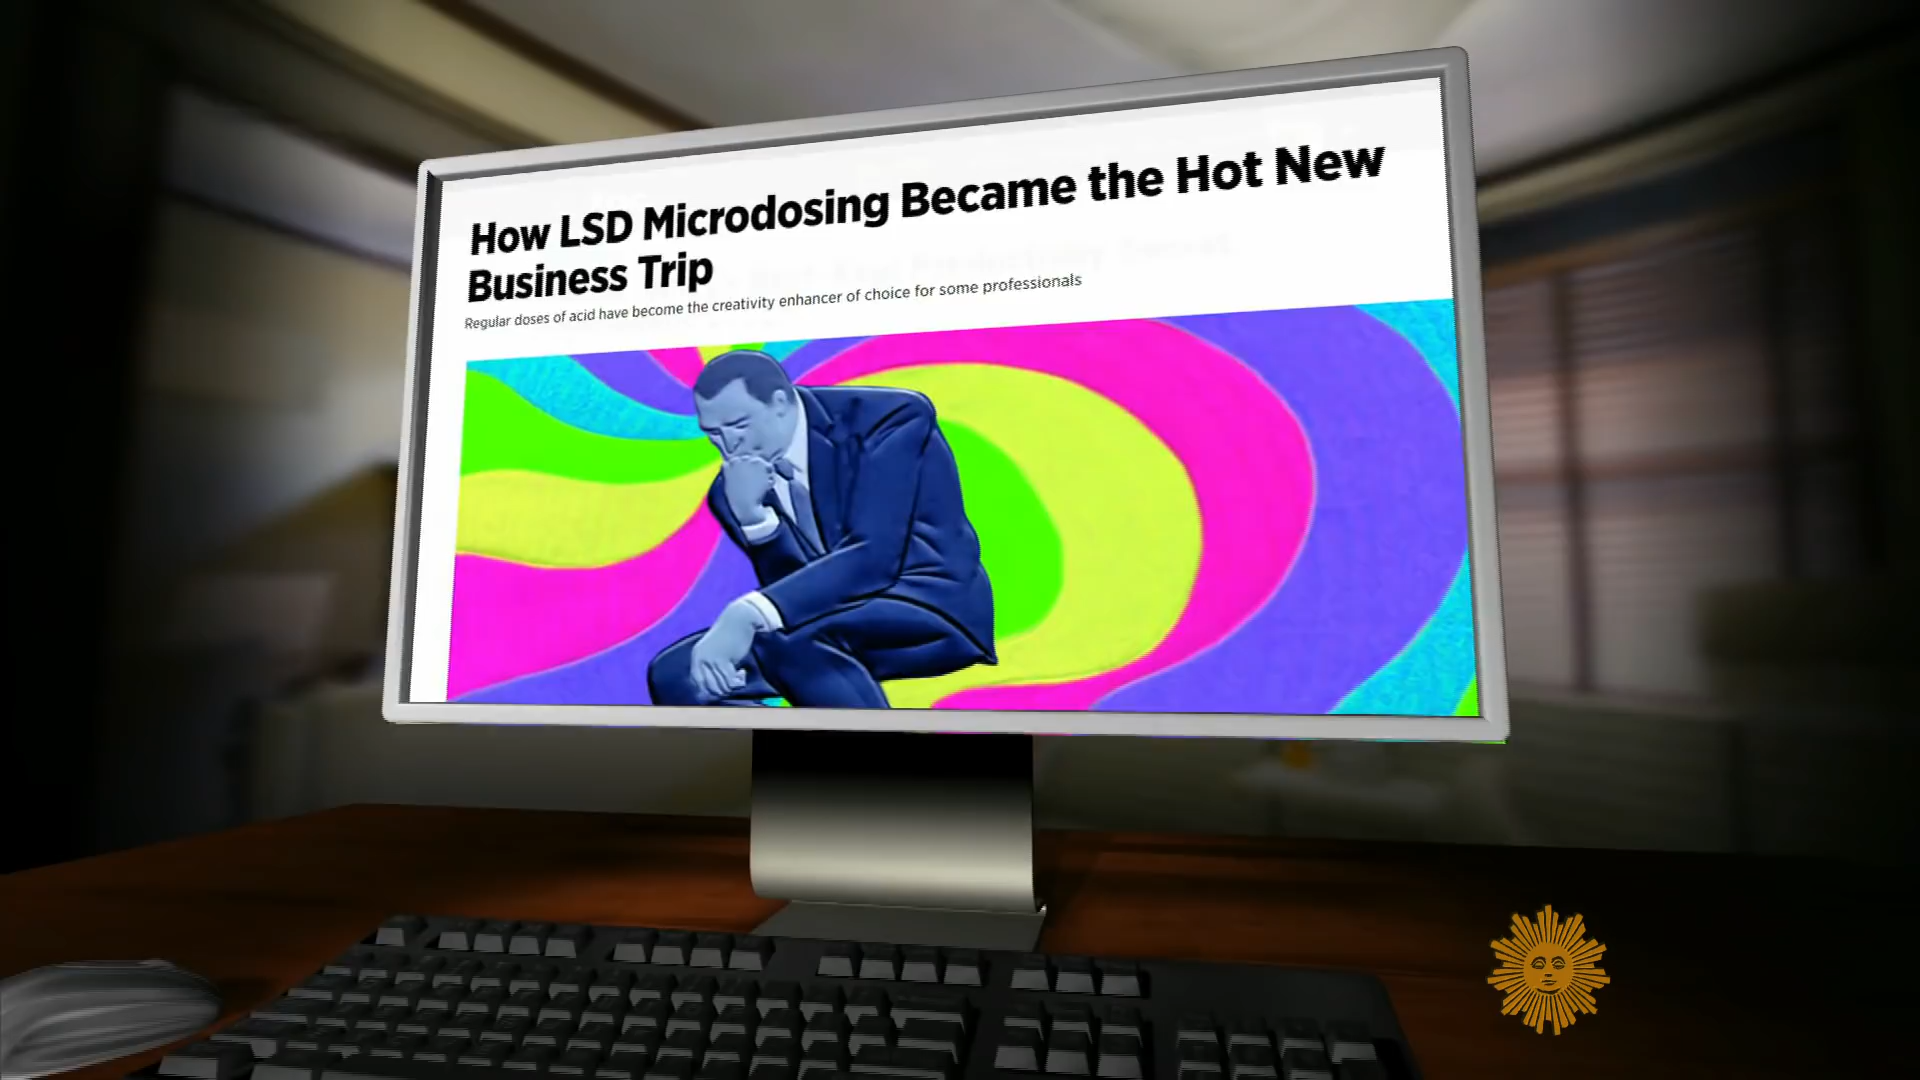 How LSD Microdosing Became the Hot New
Business Trip
Regular doses of acid have become the creativity enhancer of choice for some professionals